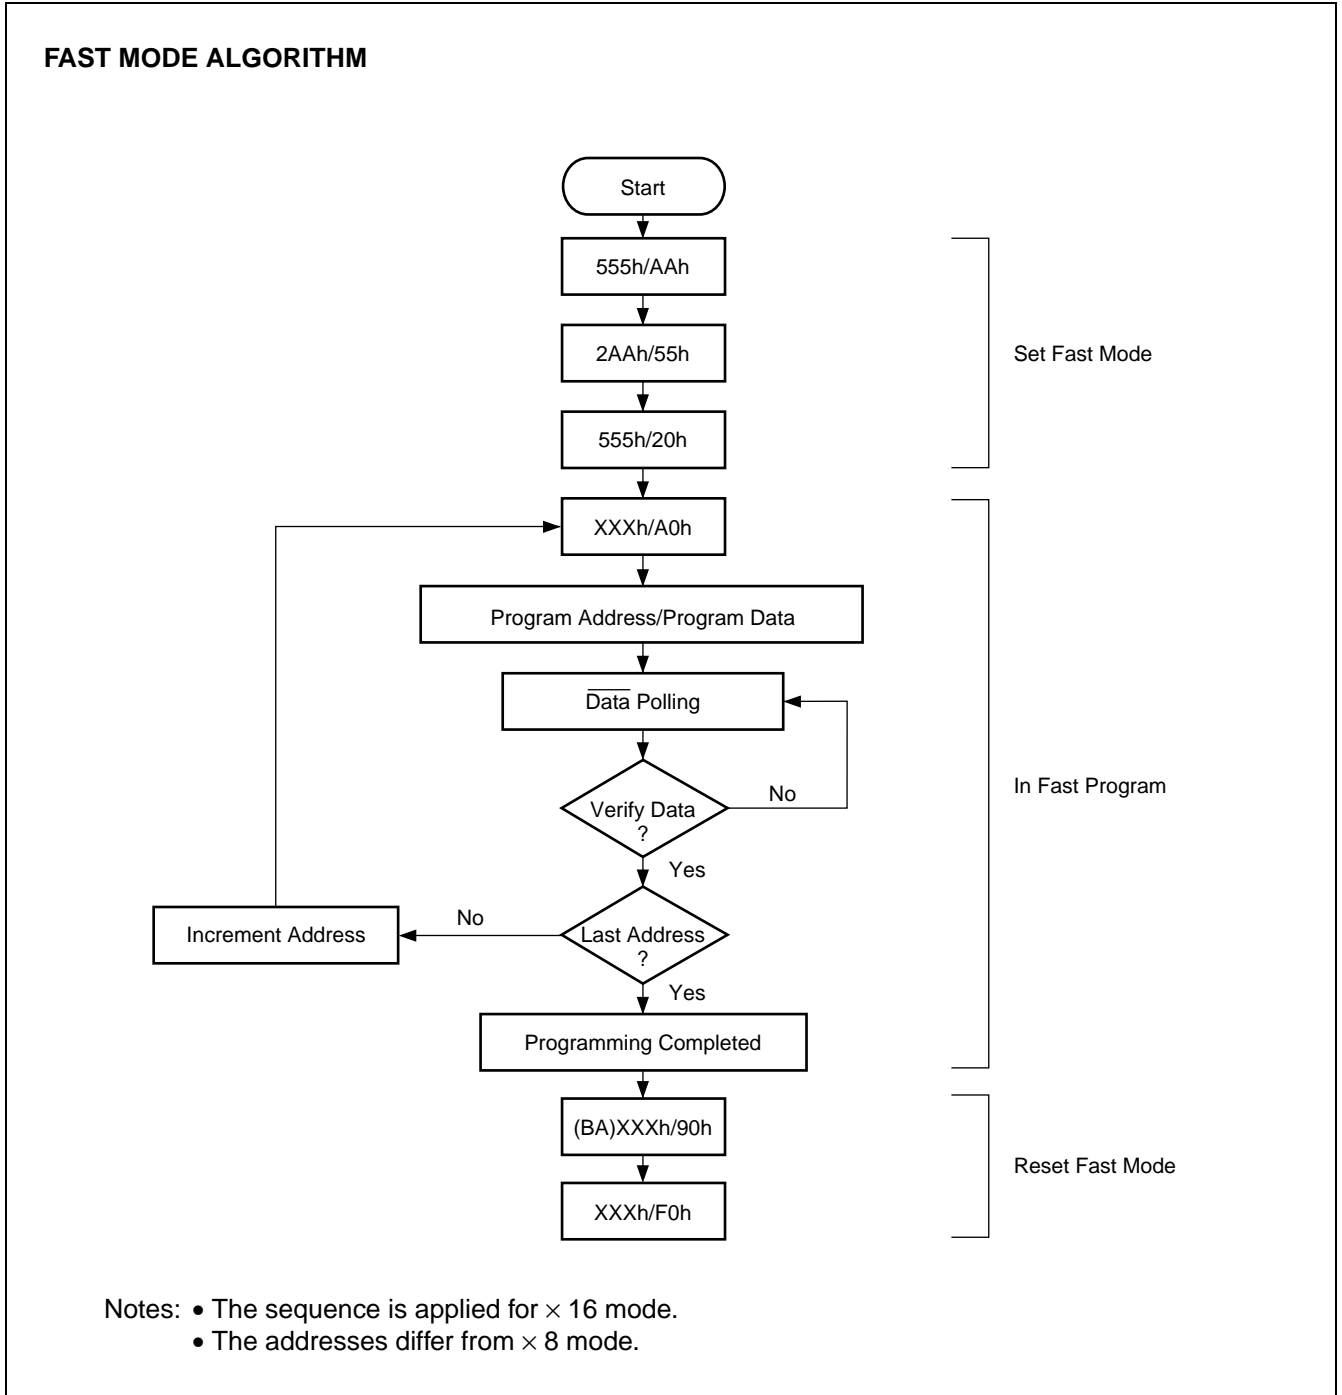 FAST MODE ALGORITHM
Start
555h/AAh
2AAh/55h
Set Fast Mode
555h/20h
XXXh/A0h
Program Address/Program Data
Data Polling
In Fast Program
Verify Data
?
No
Yes
Increment Address
No
Last Address
?
Yes
Programming Completed
(BA)XXXh/90h
Reset Fast Mode
XXXh/F0h
Notes: • The sequence is applied for × 16 mode.
• The addresses differ from × 8 mode.